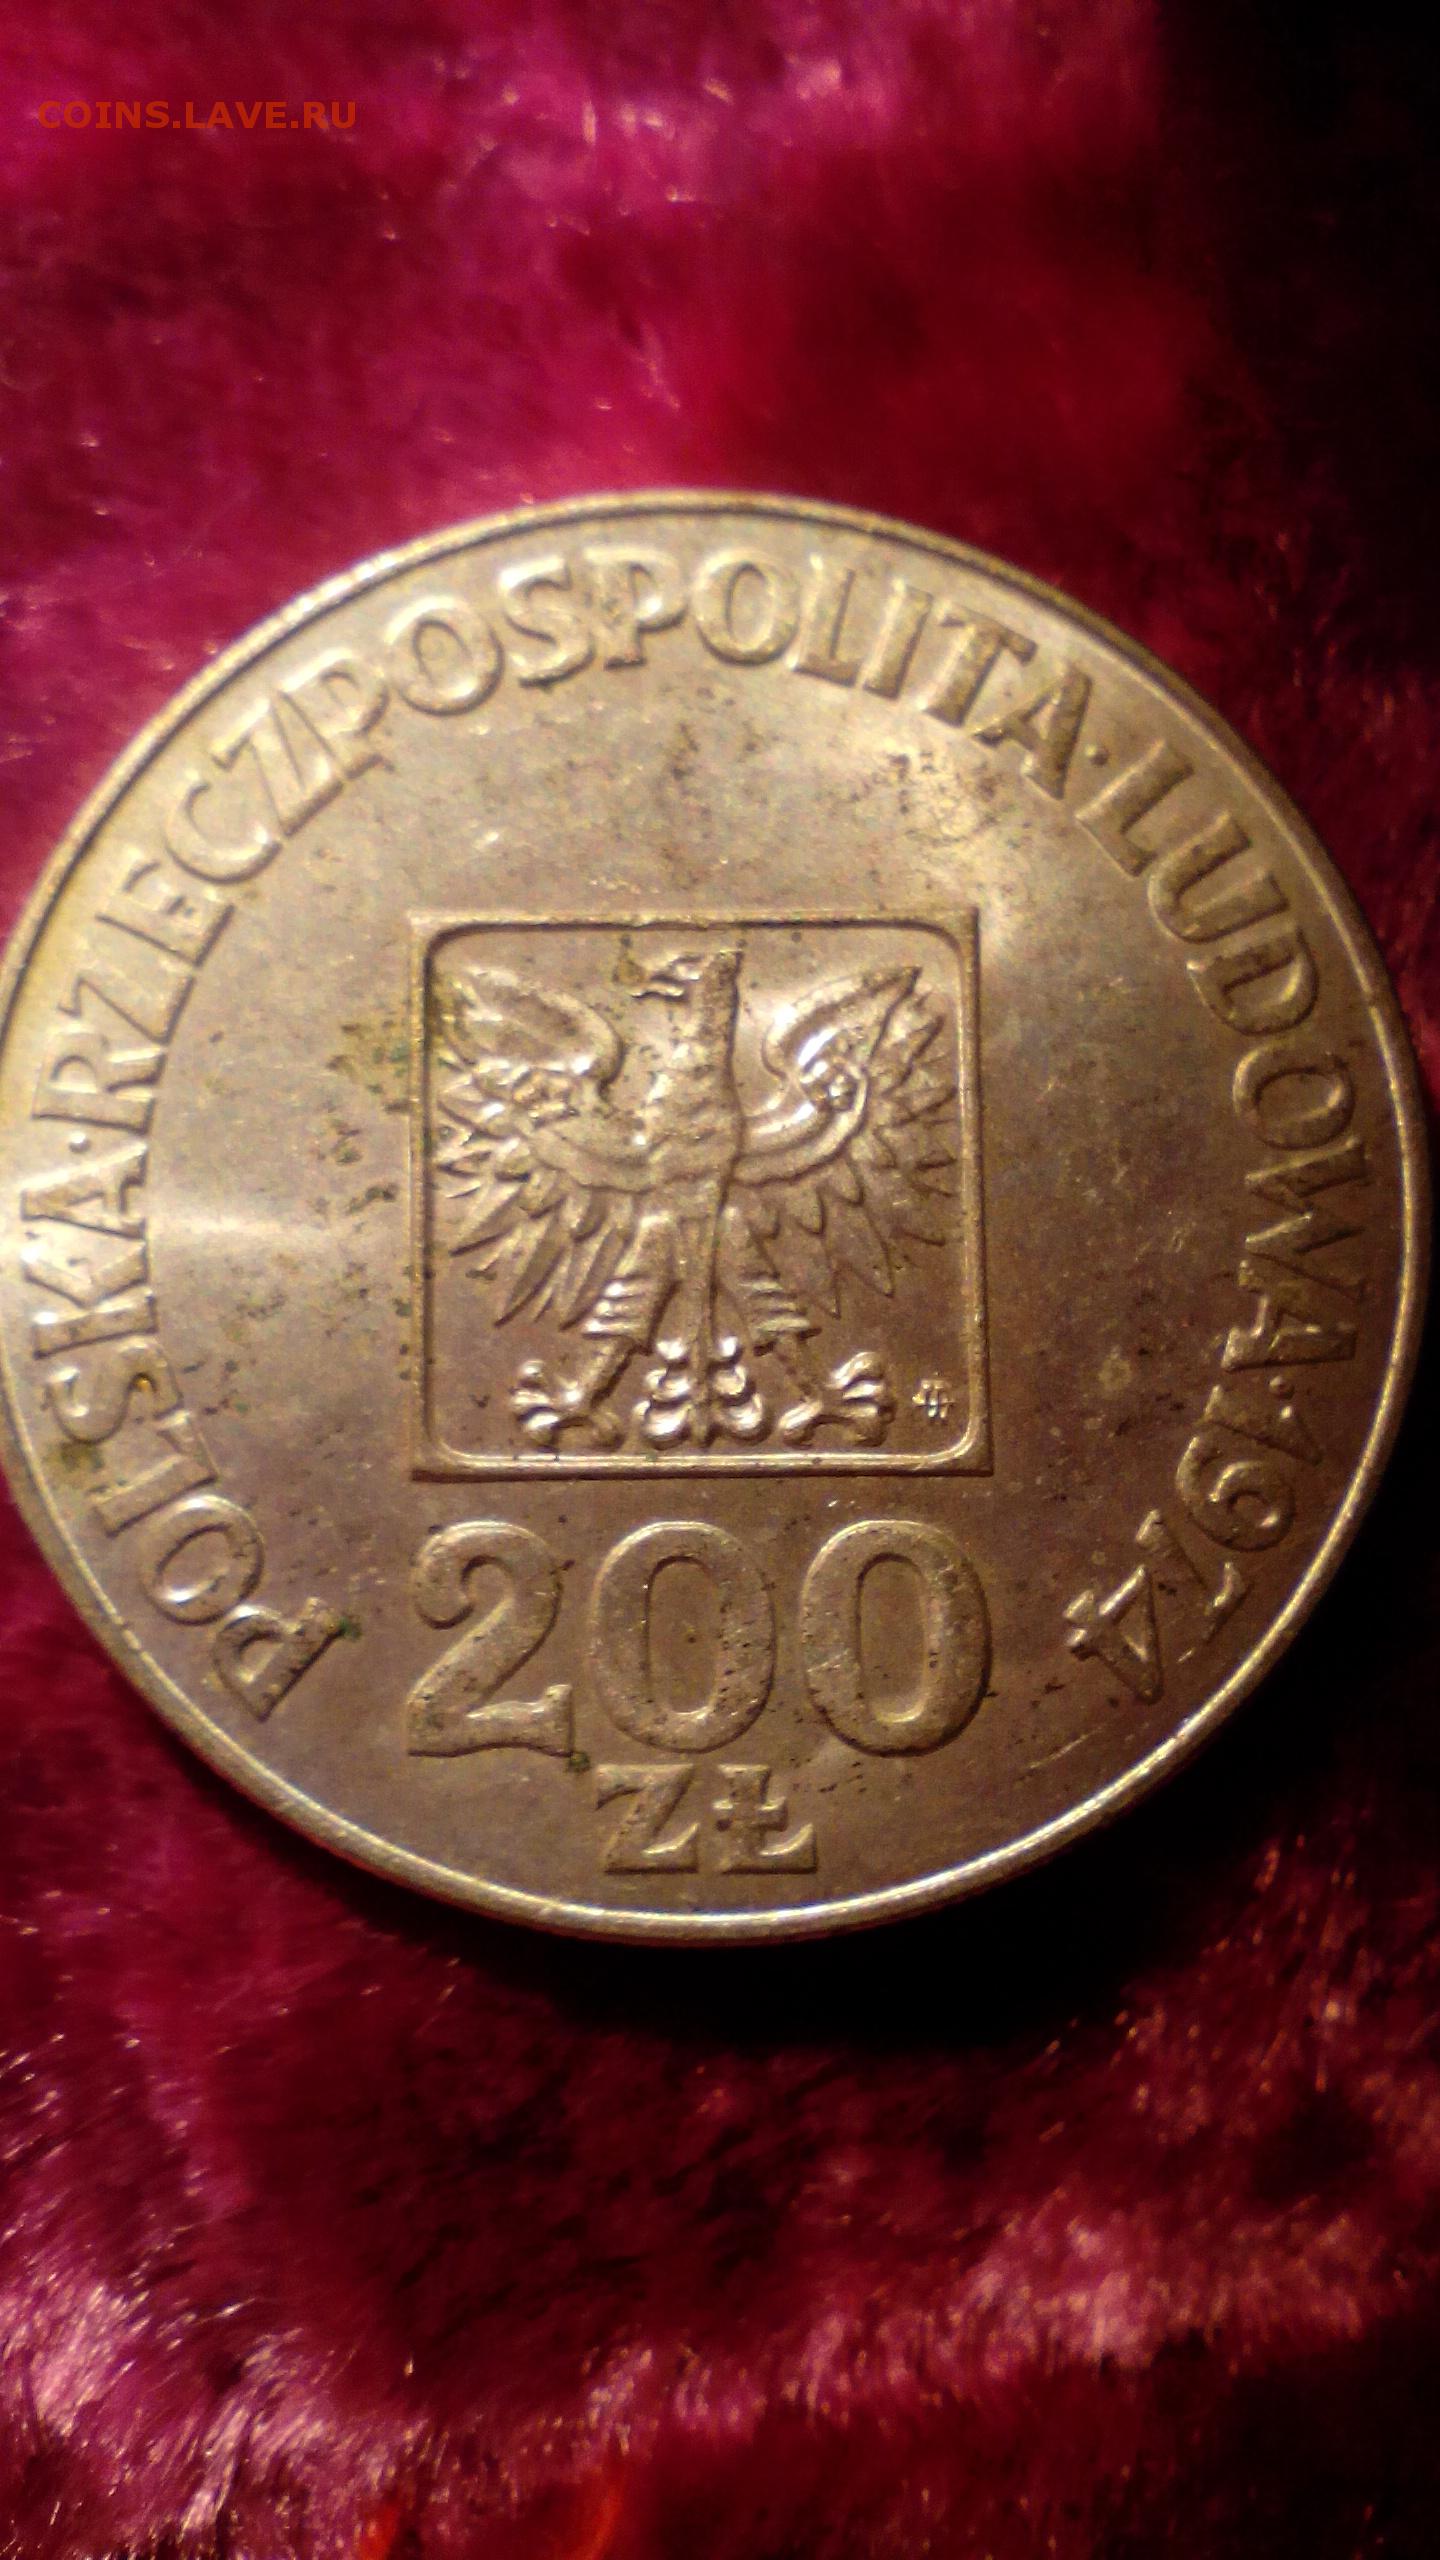 COINS.LAVE.RU
POLSKA·RZECZPOSPOLITA·LUDOWA·1974
200
ZŁ